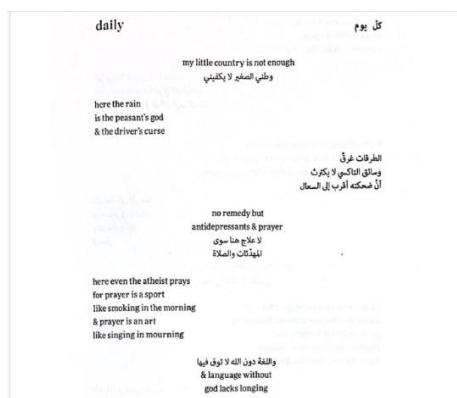 daily
كلّ يوم
my little country is not enough
وطني الصغير لا يكفيني
here the rain
is the peasant's god
& the driver's curse
الطرقات غرقى
وسائق التاكسي لا يكترث
أنّ ضحكته أقرب إلى السعال
no remedy but
antidepressants & prayer
لا علاج هنا سوى
المهدّئات والصلاة
here even the atheist prays
for prayer is a sport
like smoking in the morning
& prayer is an art
like singing in mourning
واللغة دون الله لا توق فيها
& language without
god lacks longing